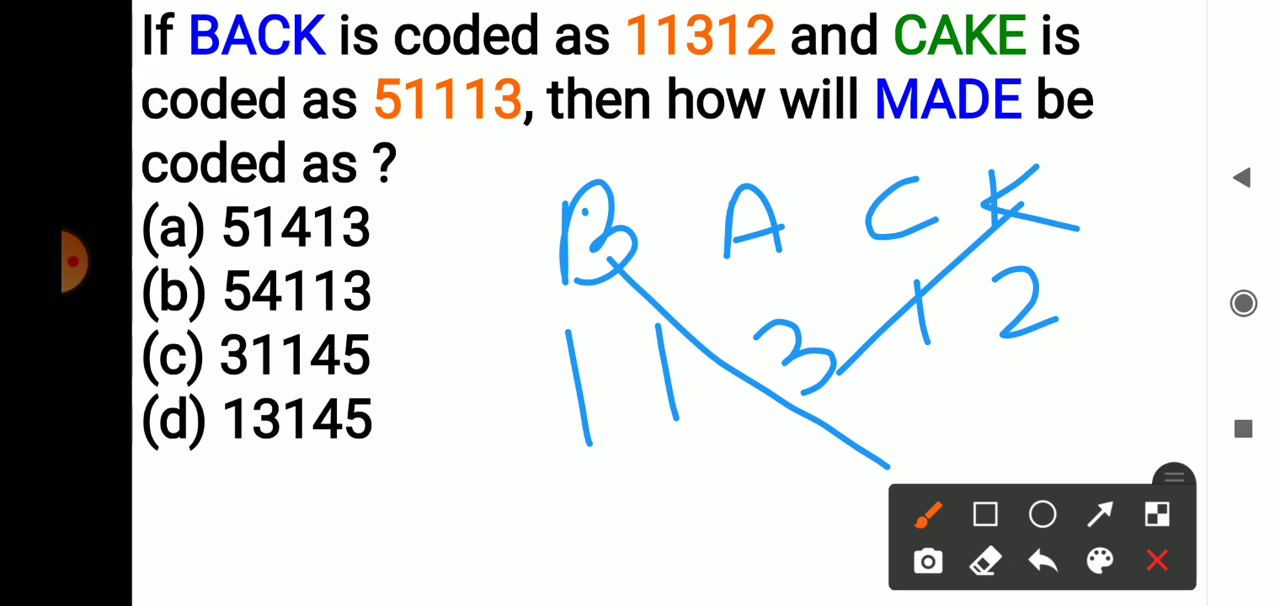 If BACK is coded as 11312 and CAKE is
coded as 51113, then how will MADE be
coded as ?
(a) 51413
(b) 54113
(c) 31145
(d) 13145
B A C K
1 1 3 1 2